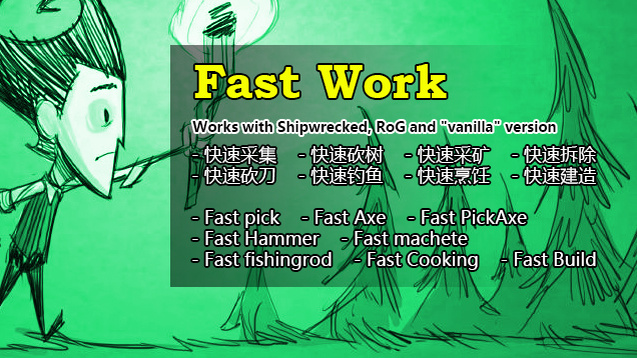 Fast Work
Works with Shipwrecked, RoG and "vanilla" version
- 快速采集 - 快速砍树 - 快速采矿 - 快速拆除
- 快速砍刀 - 快速钓鱼 - 快速烹饪 - 快速建造
- Fast pick - Fast Axe - Fast PickAxe
- Fast Hammer - Fast machete
- Fast fishingrod - Fast Cooking - Fast Build